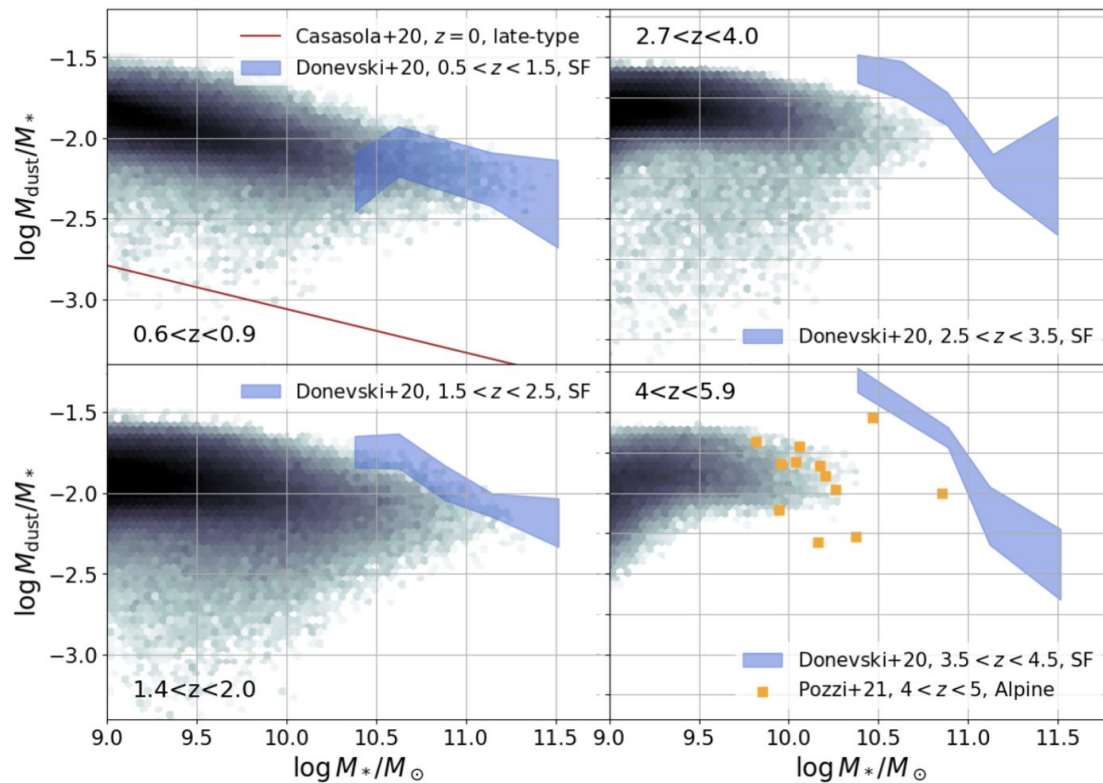 Casasola+20, z = 0, late-type
Donevski+20, 0.5 < z < 1.5, SF
−1.5
−2.0
−2.5
−3.0
log M_dust/M_*
0.6<z<0.9
2.7<z<4.0
Donevski+20, 2.5 < z < 3.5, SF
Donevski+20, 1.5 < z < 2.5, SF
−1.5
−2.0
−2.5
−3.0
log M_dust/M_*
1.4<z<2.0
9.0 9.5 10.0 10.5 11.0 11.5
log M_*/M_⊙
4<z<5.9
Donevski+20, 3.5 < z < 4.5, SF
Pozzi+21, 4 < z < 5, Alpine
9.0 9.5 10.0 10.5 11.0 11.5
log M_*/M_⊙